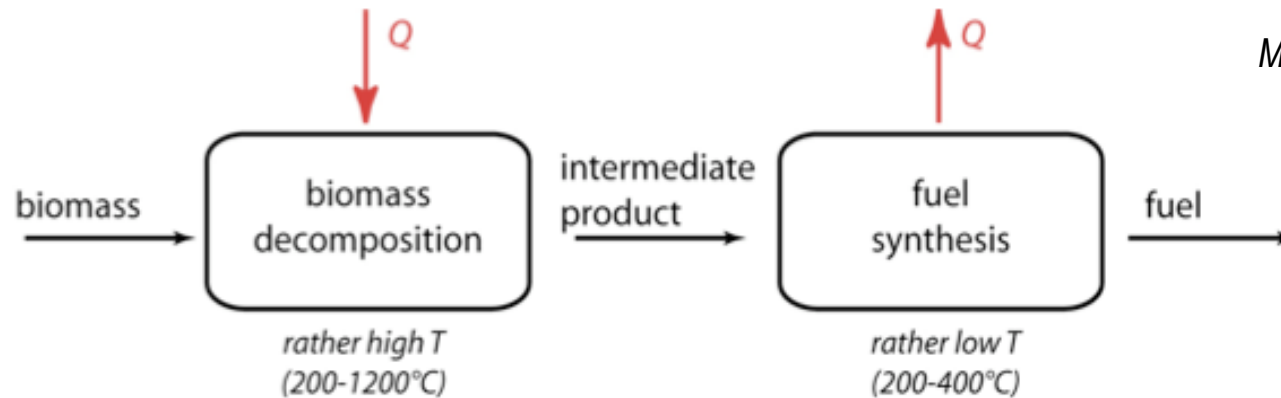 Q
Q
M
biomass
biomass
decomposition
rather high T
(200-1200°C)
intermediate
product
fuel
synthesis
rather low T
(200-400°C)
fuel